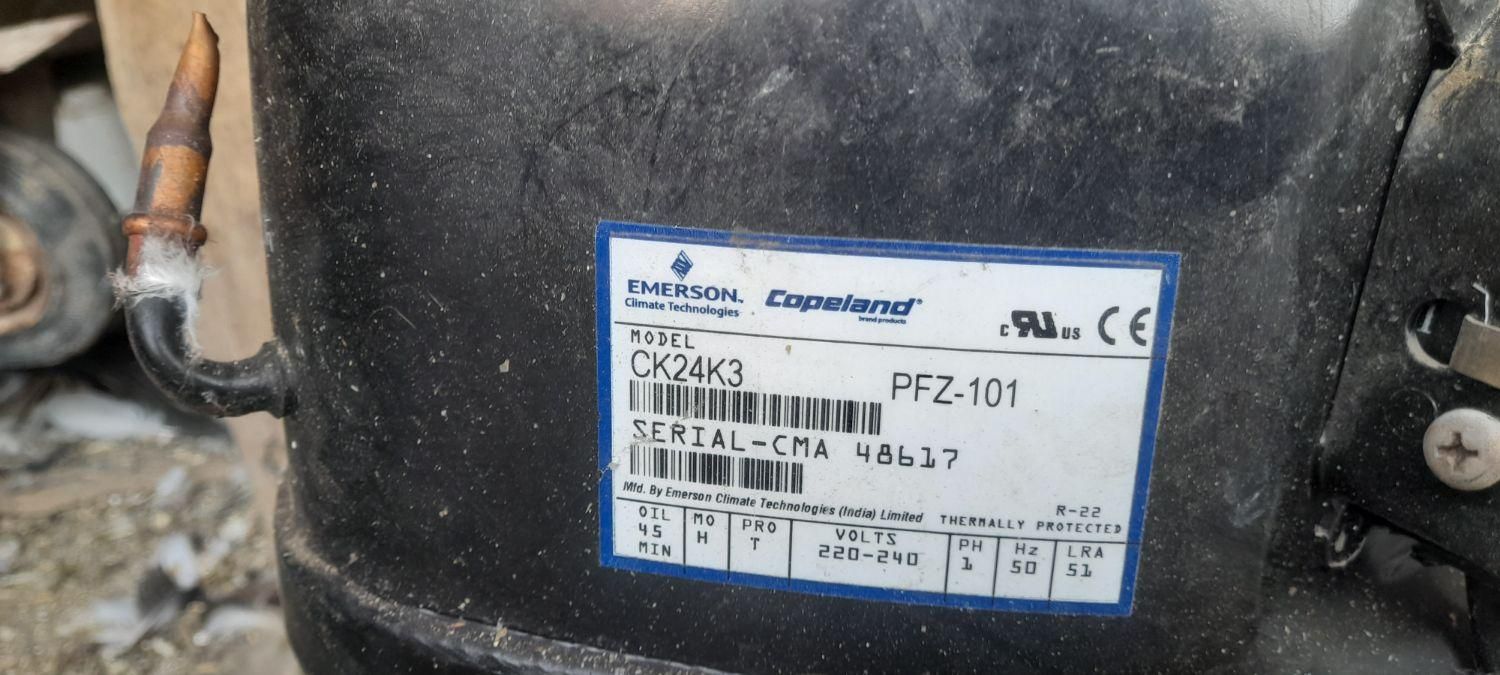 EMERSON™
Climate Technologies
Copeland®
brand products
c RU us CE
MODEL
CK24K3 PFZ-101
SERIAL-CMA 48617
Mfd. By Emerson Climate Technologies (India) Limited
R-22
THERMALLY PROTECTED
OIL MO PRO VOLTS PH Hz LRA
45 H T 220-240 1 50 51
MIN